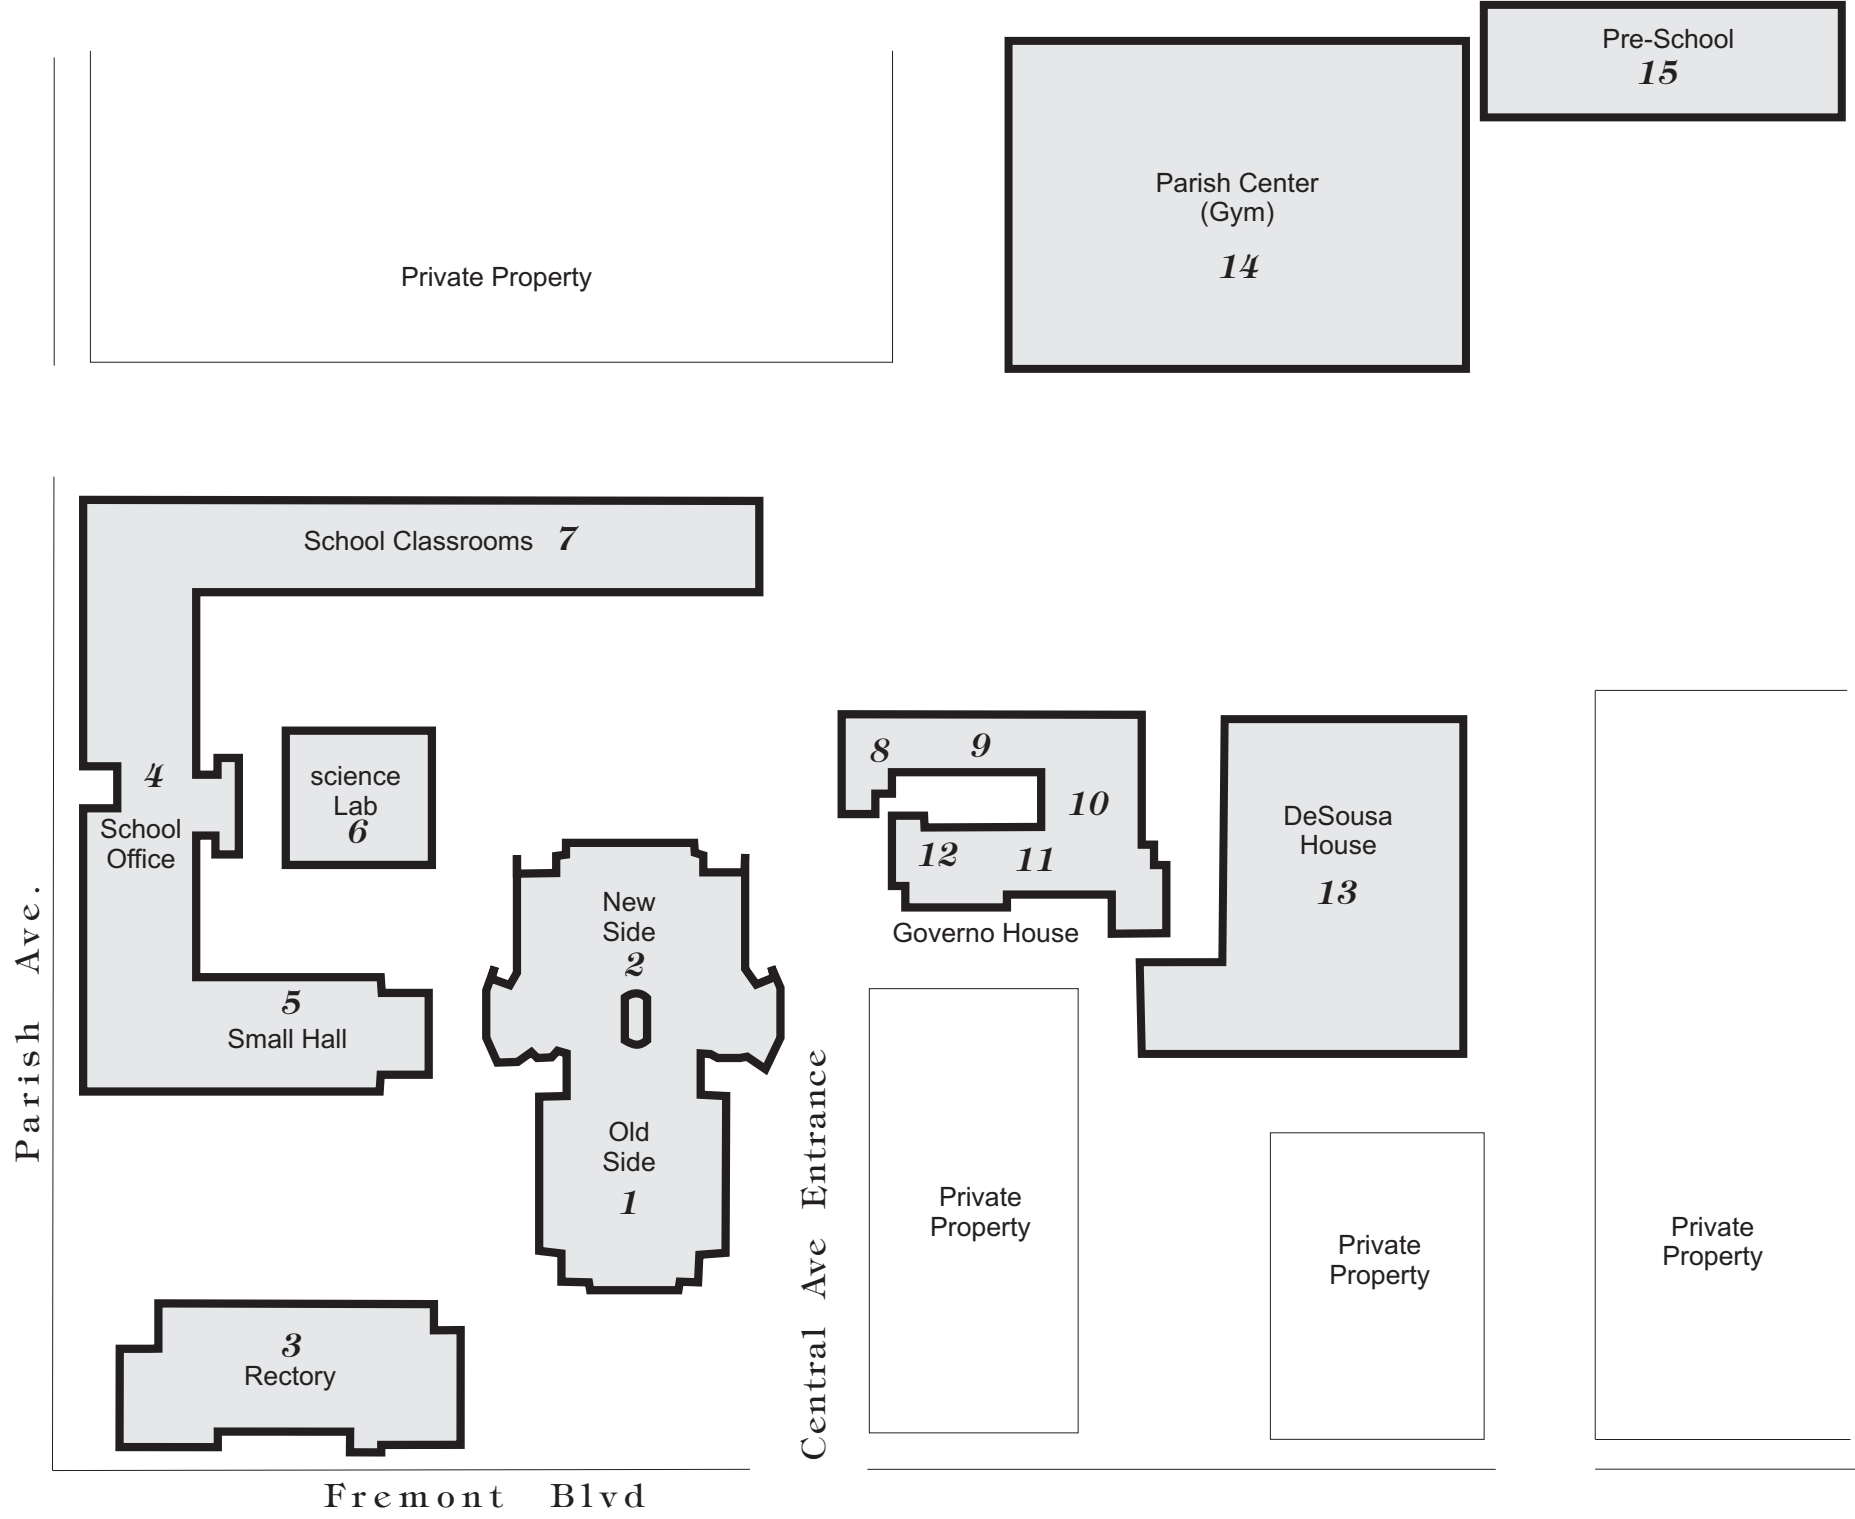 Pre-School
15
Parish Center
(Gym)
14
Private Property
School Classrooms 7
4
School
Office
science
Lab
6
5
Small Hall
New
Side
2
Old
Side
1
3
Rectory
8
9
10
11
12
Governo House
DeSousa
House
13
Private
Property
Private
Property
Private
Property
Parish Ave.
Central Ave Entrance
Fremont Blvd